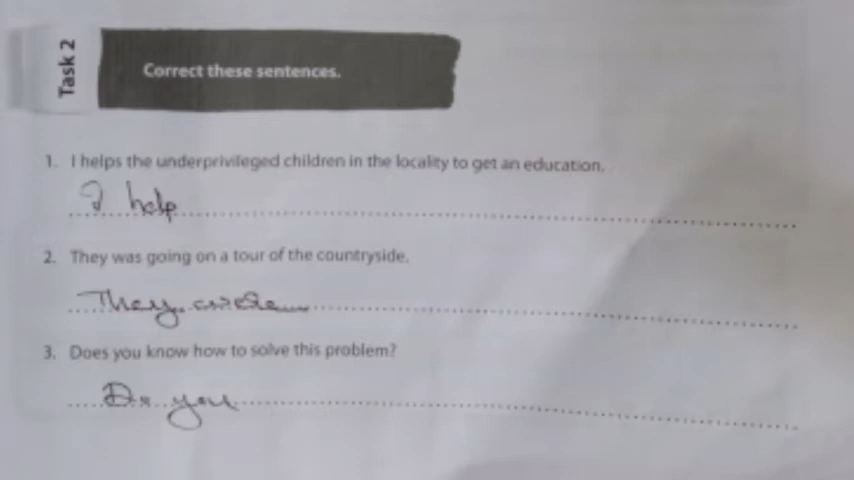 Task 2
Correct these sentences.
1. I helps the underprivileged children in the locality to get an education.
I help
2. They was going on a tour of the countryside.
They were
3. Does you know how to solve this problem?
Do you